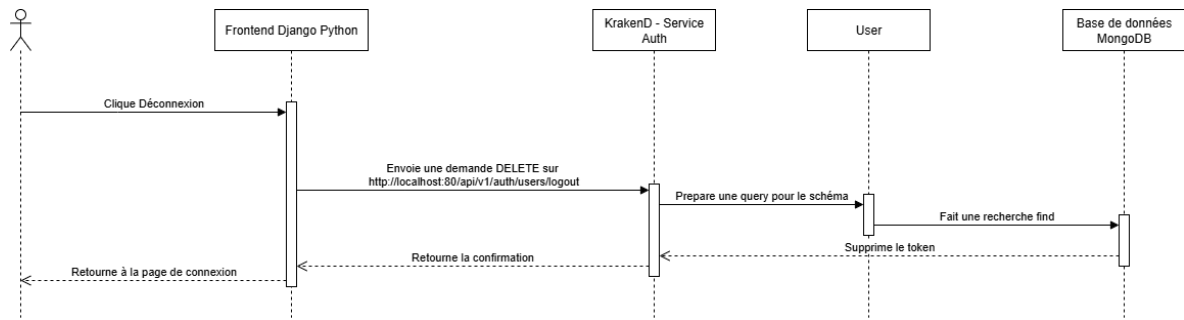 Frontend Django Python
KrakenD - Service
Auth
User
Base de données
MongoDB
Clique Déconnexion
Envoie une demande DELETE sur
http://localhost:80/api/v1/auth/users/logout
Prepare une query pour le schéma
Fait une recherche find
Supprime le token
Retourne la confirmation
Retourne à la page de connexion